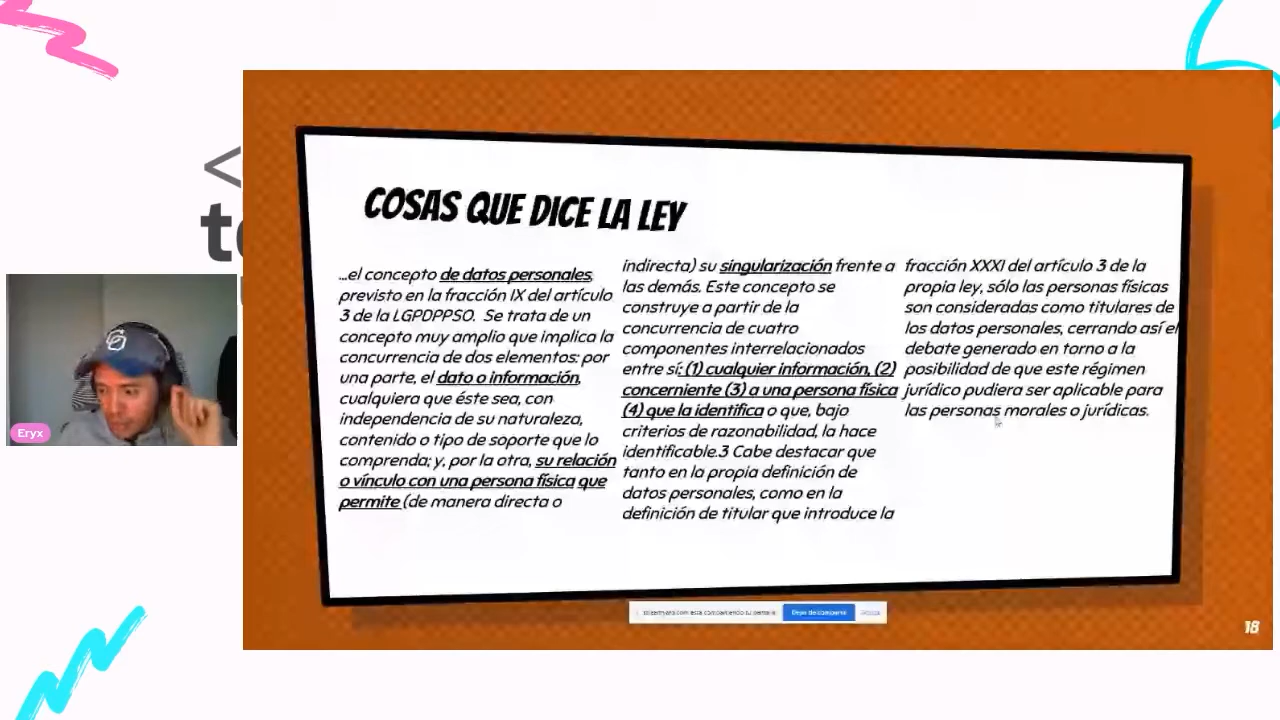 COSAS QUE DICE LA LEY
...el concepto de datos personales,
previsto en la fracción IX del artículo
3 de la LGPDPPSO. Se trata de un
concepto muy amplio que implica la
concurrencia de dos elementos: por
una parte, el dato o información,
cualquiera que éste sea, con
independencia de su naturaleza,
contenido o tipo de soporte que lo
comprenda; y, por la otra, su relación
o vínculo con una persona física que
permite (de manera directa o
indirecta) su singularización frente a
las demás. Este concepto se
construye a partir de la
concurrencia de cuatro
componentes interrelacionados
entre sí: (1) cualquier información, (2)
concerniente (3) a una persona física
(4) que la identifica o que, bajo
criterios de razonabilidad, la hace
identificable.3 Cabe destacar que
tanto en la propia definición de
datos personales, como en la
definición de titular que introduce la
fracción XXXI del artículo 3 de la
propia ley, sólo las personas físicas
son consideradas como titulares de
los datos personales, cerrando así el
debate generado en torno a la
posibilidad de que este régimen
jurídico pudiera ser aplicable para
las personas morales o jurídicas.
Eryx
Dejar de compartir
18